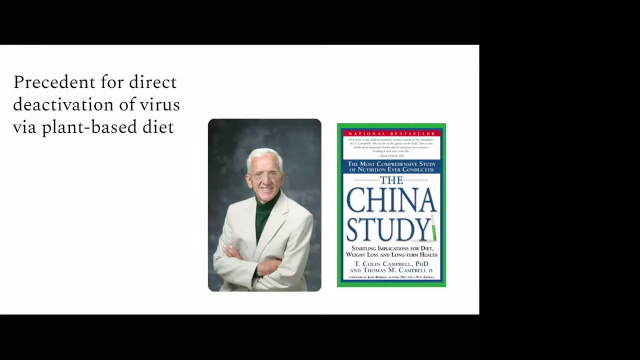 Precedent for direct
deactivation of virus
via plant-based diet
NATIONAL BESTSELLER
THE MOST COMPREHENSIVE STUDY
OF NUTRITION EVER CONDUCTED
THE
CHINA
STUDY
STARTLING IMPLICATIONS FOR DIET,
WEIGHT LOSS AND LONG-TERM HEALTH
T. COLIN CAMPBELL, PHD
AND THOMAS M. CAMPBELL II